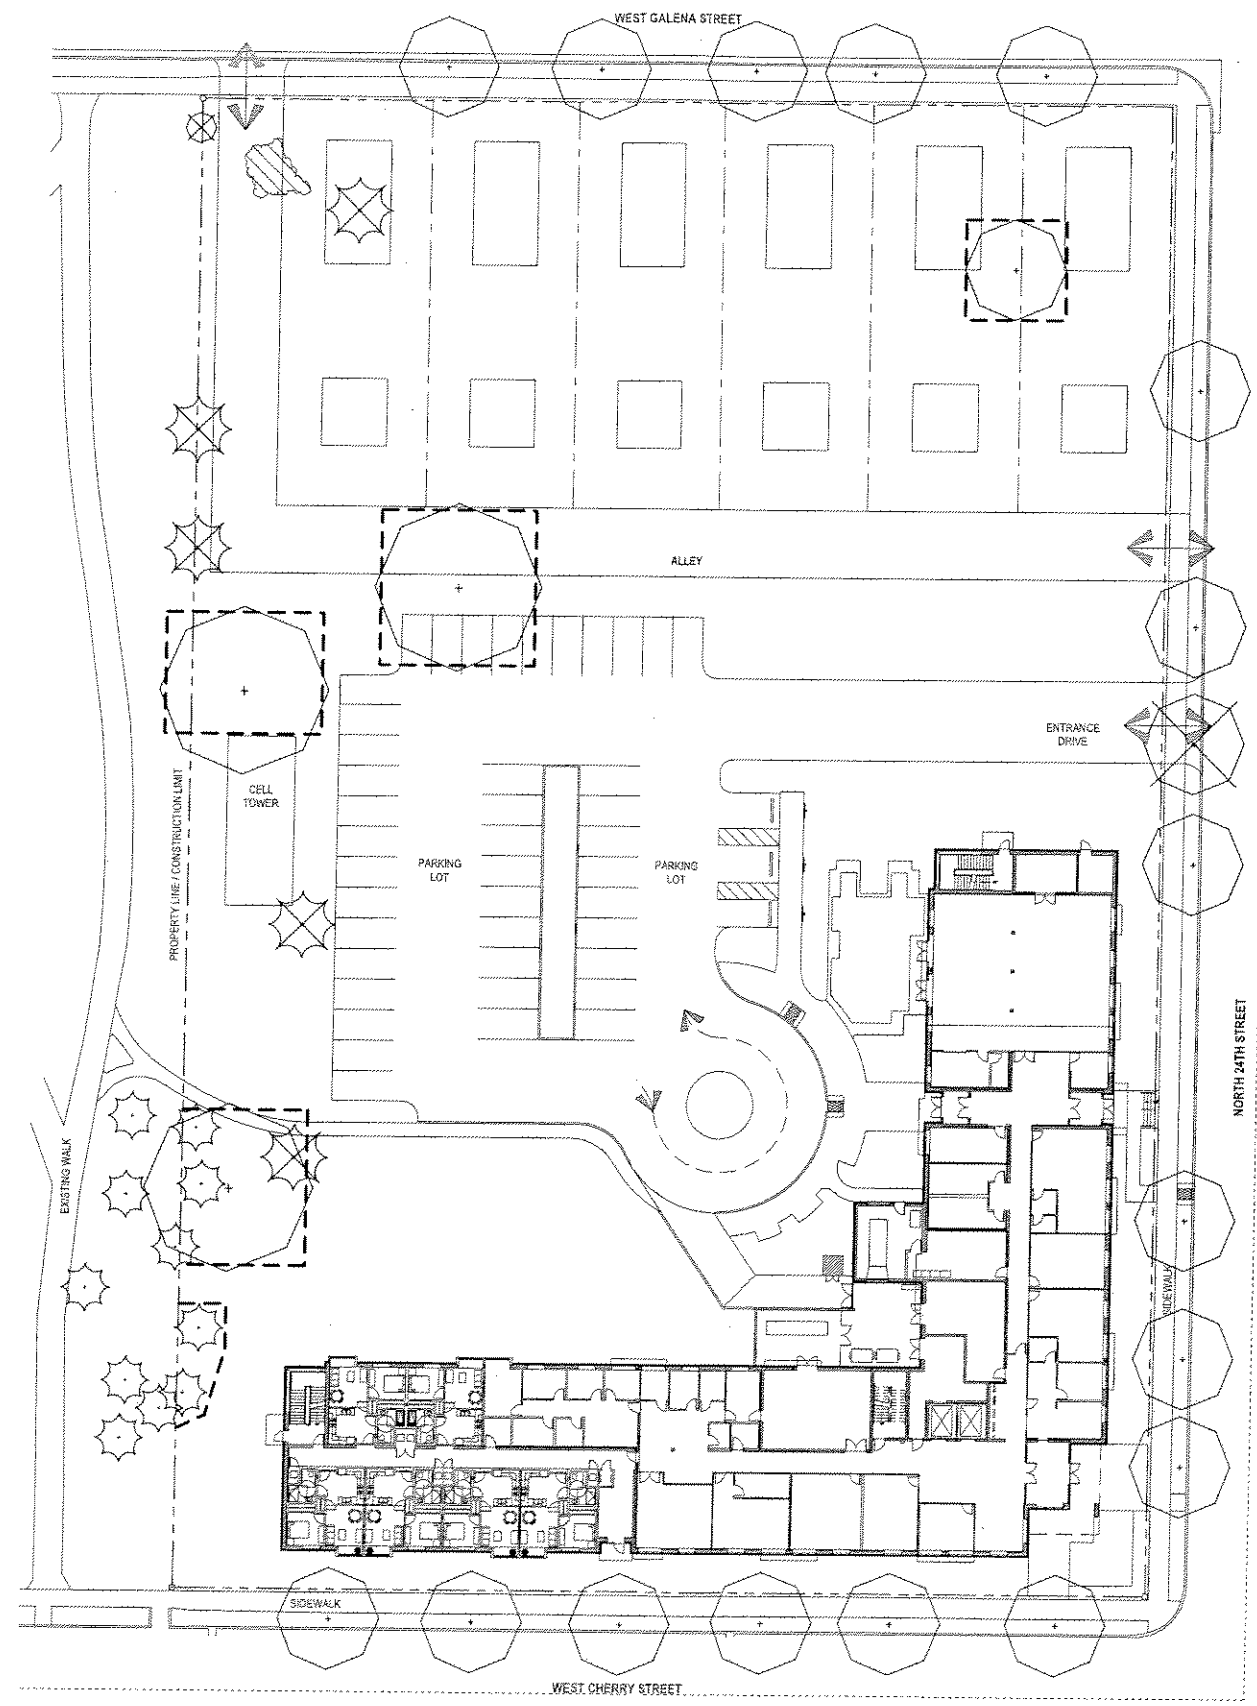 WEST GALENA STREET
ALLEY
ENTRANCE
DRIVE
PROPERTY LINE / CONSTRUCTION LIMIT
CELL
TOWER
PARKING
LOT
PARKING
LOT
NORTH 24TH STREET
EXISTING WALK
SIDEWALK
SIDEWALK
WEST CHERRY STREET